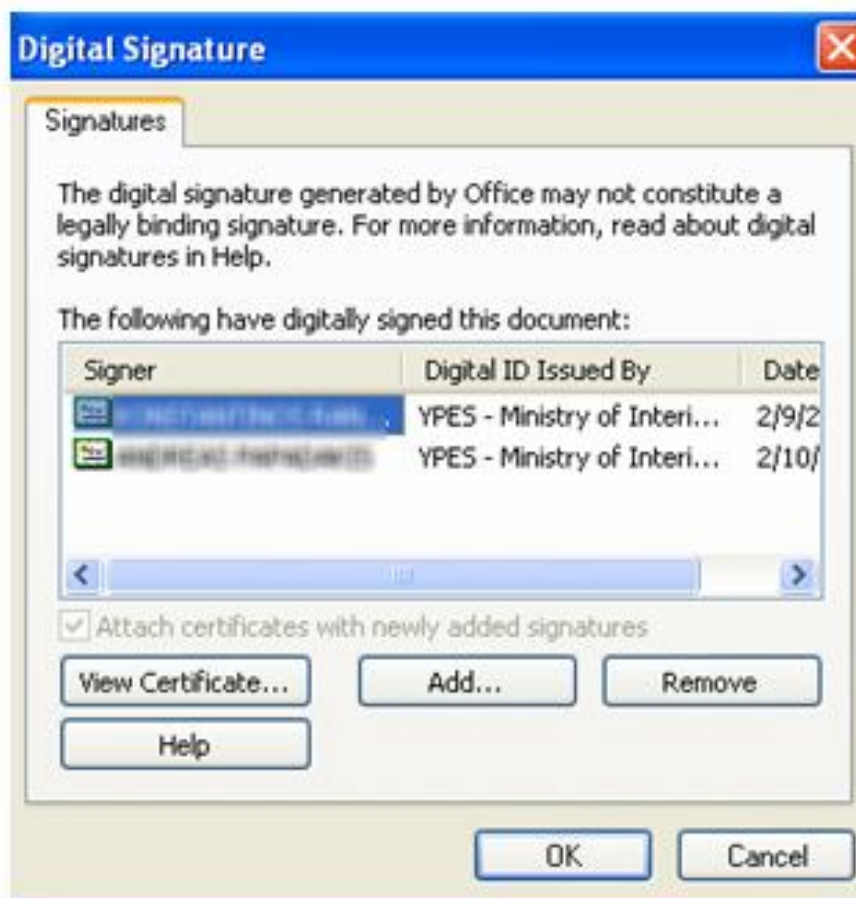 Digital Signature
Signatures
The digital signature generated by Office may not constitute a
legally binding signature. For more information, read about digital
signatures in Help.
The following have digitally signed this document:
Signer Digital ID Issued By Date
YPES - Ministry of Interi... 2/9/2
YPES - Ministry of Interi... 2/10/
Attach certificates with newly added signatures
View Certificate... Add... Remove
Help
OK Cancel